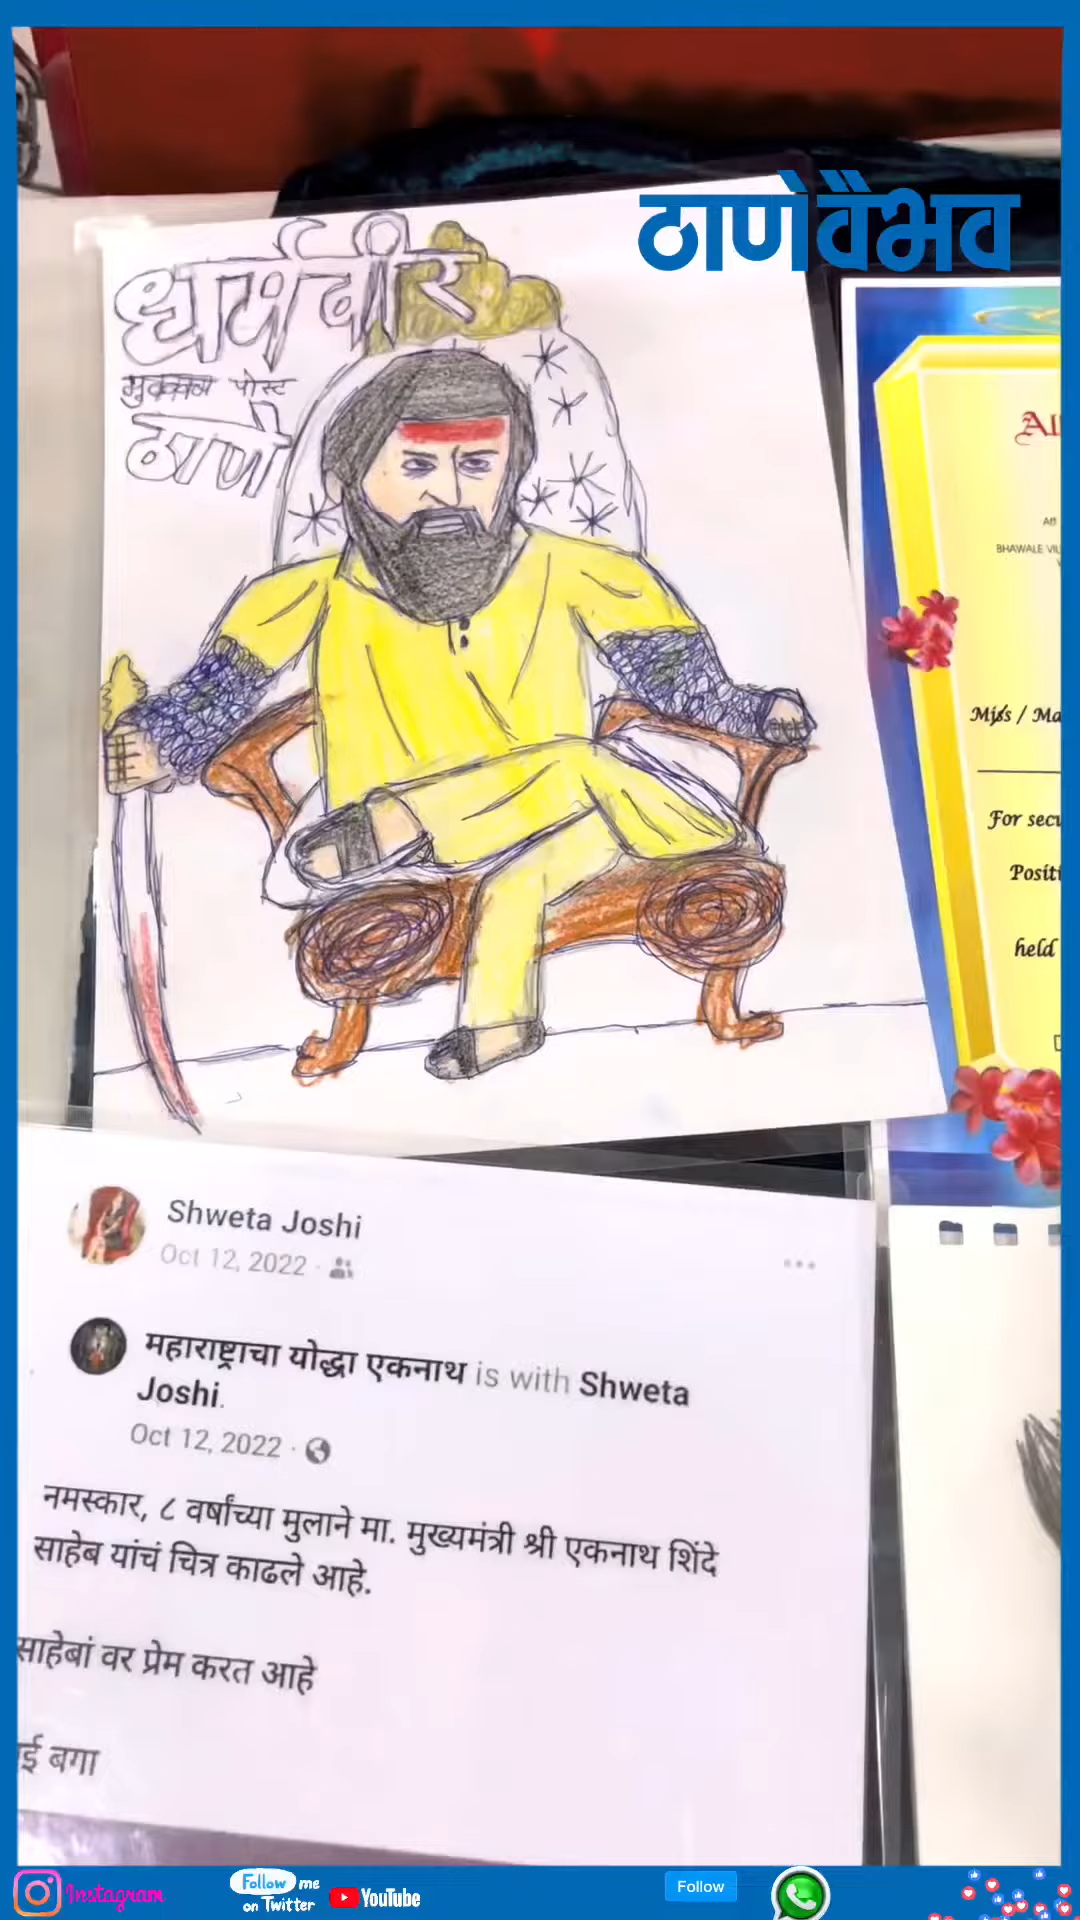 ठाणेवैभव
धर्मवीर
मुक्काम पोस्ट
ठाणे
Miss / Ma
For secu
Positi
held
BHAWALE VIL
Shweta Joshi
Oct 12, 2022
महाराष्ट्राचा योद्धा एकनाथ is with Shweta
Joshi.
Oct 12, 2022
नमस्कार, ८ वर्षांच्या मुलाने मा. मुख्यमंत्री श्री एकनाथ शिंदे
साहेब यांचं चित्र काढले आहे.
साहेबां वर प्रेम करत आहे
ई बगा
Instagram
Follow me
on Twitter
YouTube
Follow